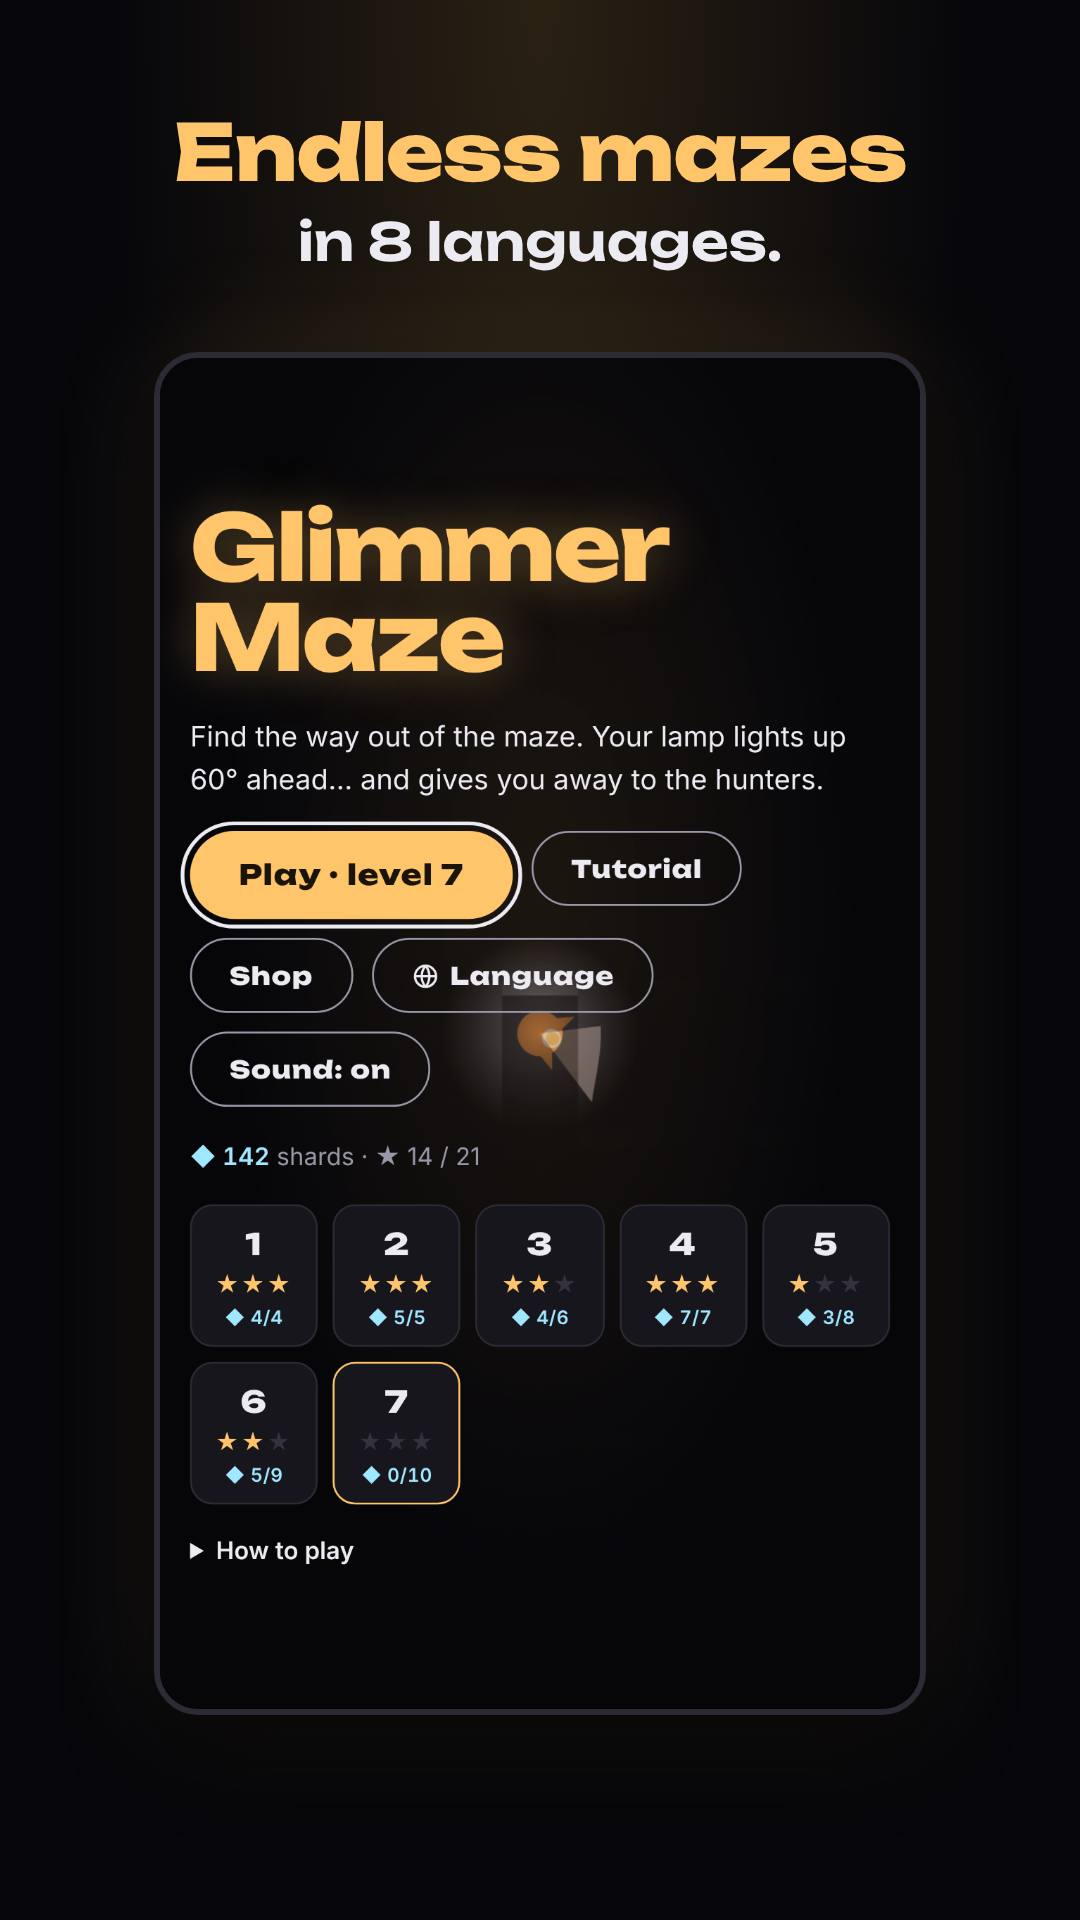 Endless mazes
in 8 languages.
Glimmer
Maze
Find the way out of the maze. Your lamp lights up
60° ahead... and gives you away to the hunters.
Play · level 7
Tutorial
Shop
Language
Sound: on
◆ 142 shards · ★ 14 / 21
1
★★★
◆ 4/4
2
★★★
◆ 5/5
3
★★★
◆ 4/6
4
★★★
◆ 7/7
5
★★★
◆ 3/8
6
★★★
◆ 5/9
7
★★★
◆ 0/10
▶ How to play